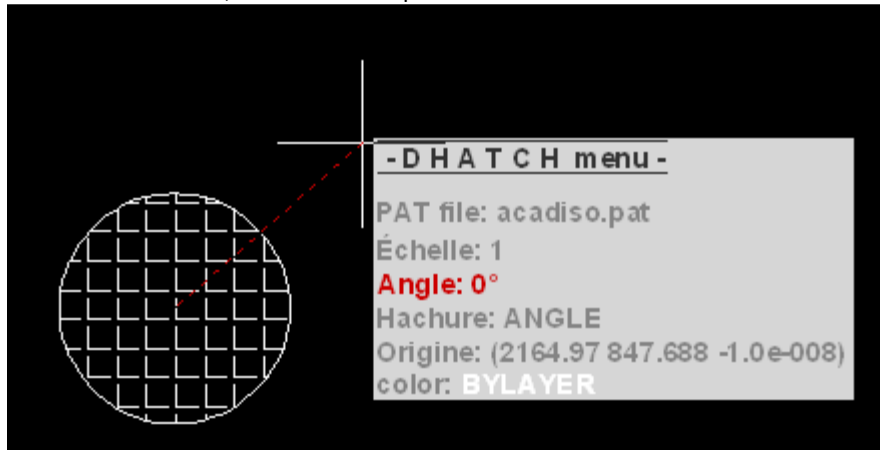 - D H A T C H menu -
PAT file: acadiso.pat
Échelle: 1
Angle: 0°
Hachure: ANGLE
Origine: (2164.97 847.688 -1.0e-008)
color: BYLAYER